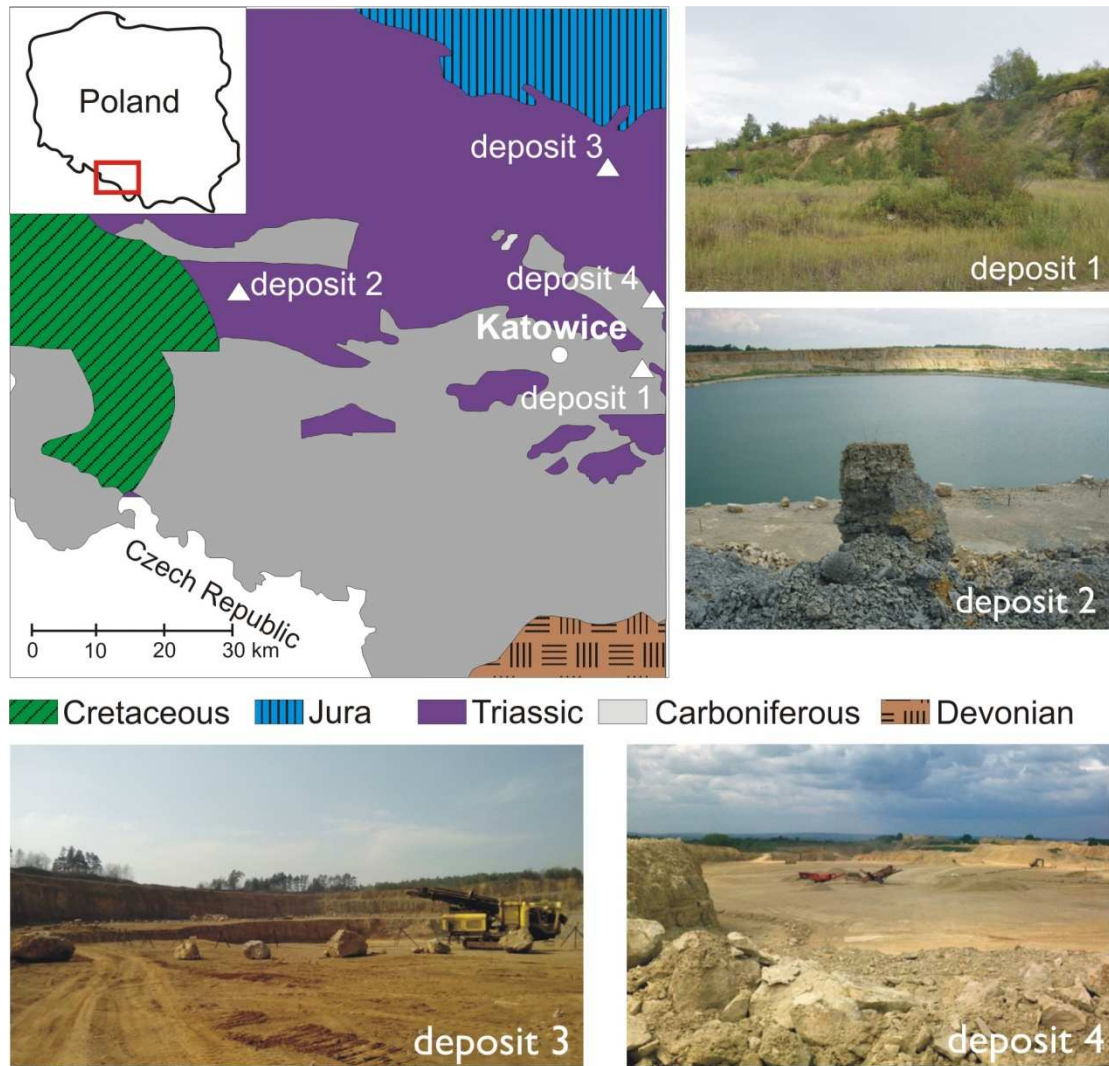 Poland
deposit 3
deposit 2
deposit 4
Katowice
deposit 1
Czech Republic
0 10 20 30 km
deposit 1
deposit 2
Cretaceous Jura Triassic Carboniferous Devonian
deposit 3
deposit 4